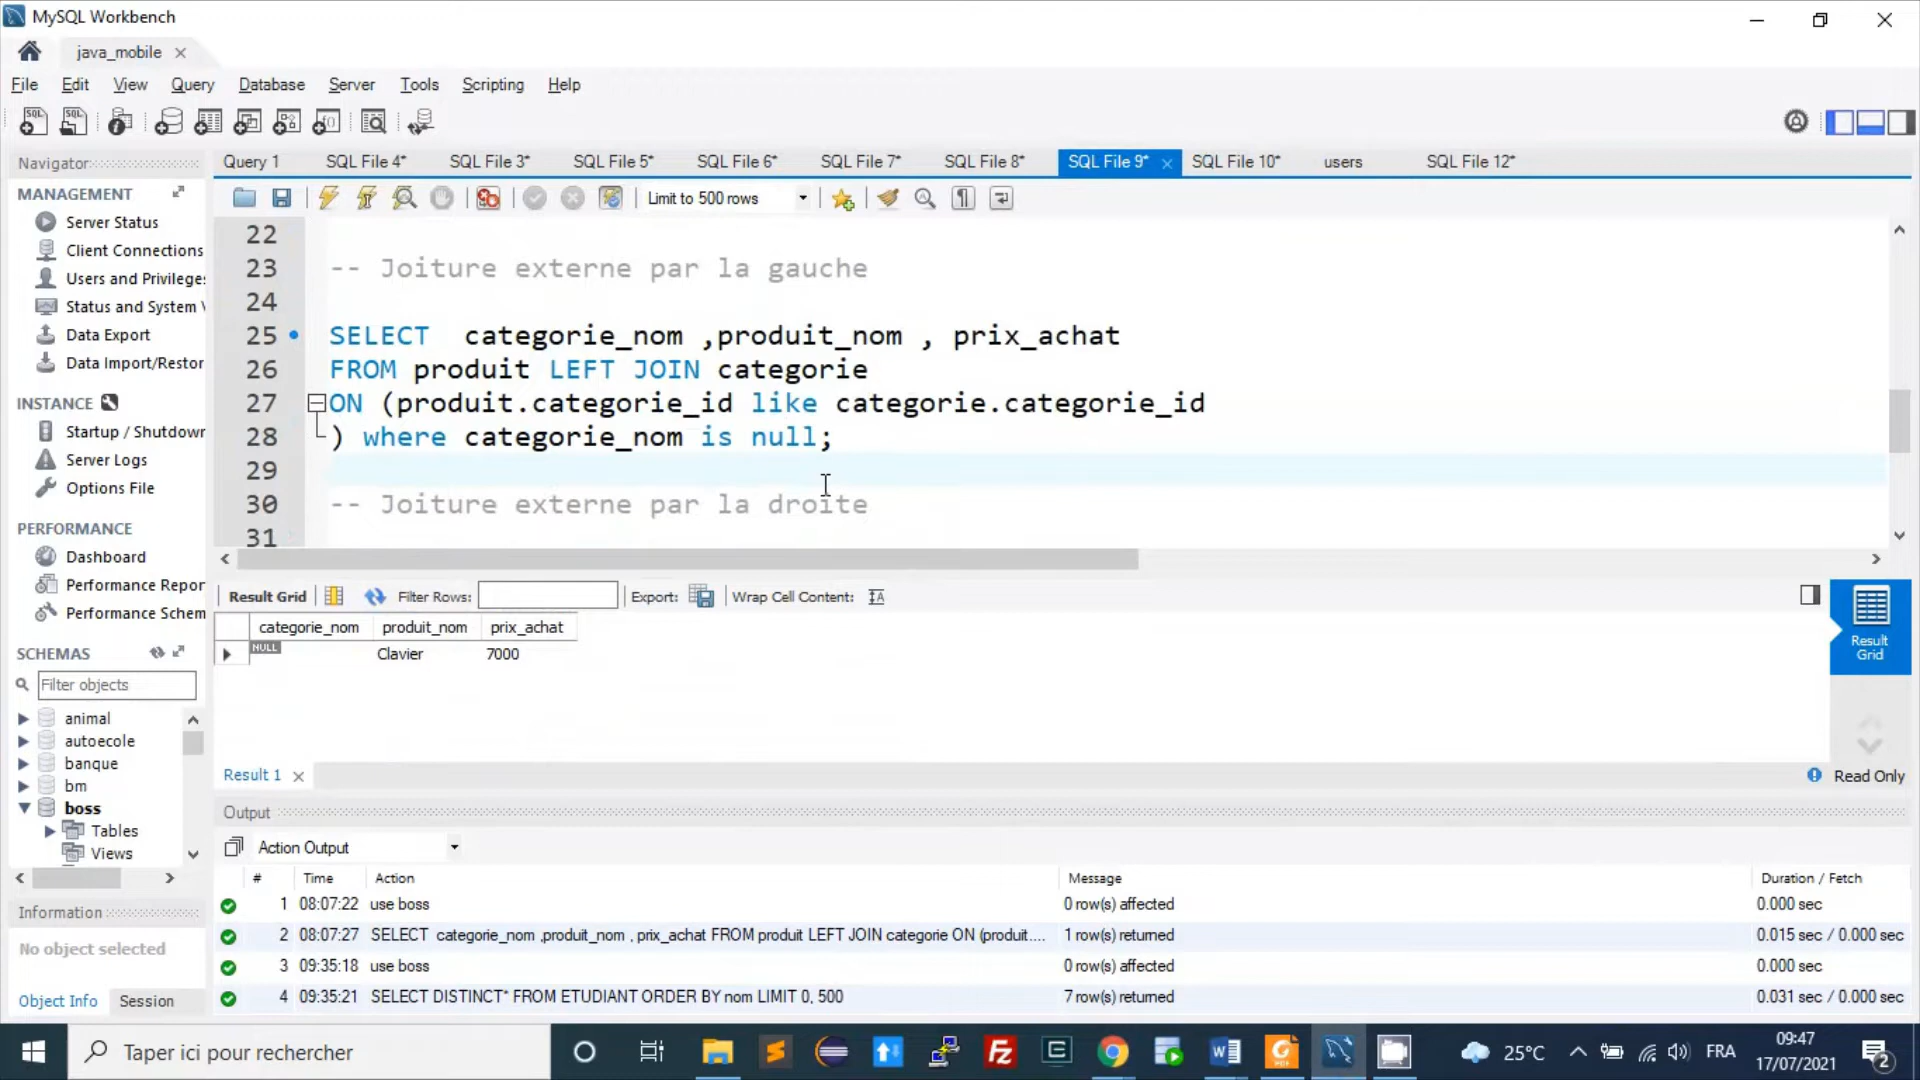 MySQL Workbench
java_mobile
File Edit View Query Database Server Tools Scripting Help
Navigator
Query 1 SQL File 4* SQL File 3* SQL File 5* SQL File 6* SQL File 7* SQL File 8* SQL File 9* SQL File 10* users SQL File 12*
MANAGEMENT
Server Status
Client Connections
Users and Privilege
Status and System V
Data Export
Data Import/Restor
INSTANCE
Startup / Shutdow
Server Logs
Options File
PERFORMANCE
Dashboard
Performance Repor
Performance Schem
SCHEMAS
Filter objects
animal
autoecole
banque
bm
boss
Tables
Views
Information
No object selected
Object Info Session
Limit to 500 rows
22
23 -- Joiture externe par la gauche
24
25 SELECT  categorie_nom ,produit_nom , prix_achat
26 FROM produit LEFT JOIN categorie
27 ON (produit.categorie_id like categorie.categorie_id
28 ) where categorie_nom is null;
29
30 -- Joiture externe par la droite
31
Result Grid Filter Rows: Export: Wrap Cell Content:
categorie_nom produit_nom prix_achat
NULL Clavier 7000
Result Grid
Result 1 Read Only
Output
Action Output
# Time Action Message Duration / Fetch
1 08:07:22 use boss 0 row(s) affected 0.000 sec
2 08:07:27 SELECT  categorie_nom ,produit_nom , prix_achat FROM produit LEFT JOIN categorie ON (produit.... 1 row(s) returned 0.015 sec / 0.000 sec
3 09:35:18 use boss 0 row(s) affected 0.000 sec
4 09:35:21 SELECT DISTINCT* FROM ETUDIANT ORDER BY nom LIMIT 0, 500 7 row(s) returned 0.031 sec / 0.000 sec
Taper ici pour rechercher 25°C FRA 09:47
17/07/2021 2